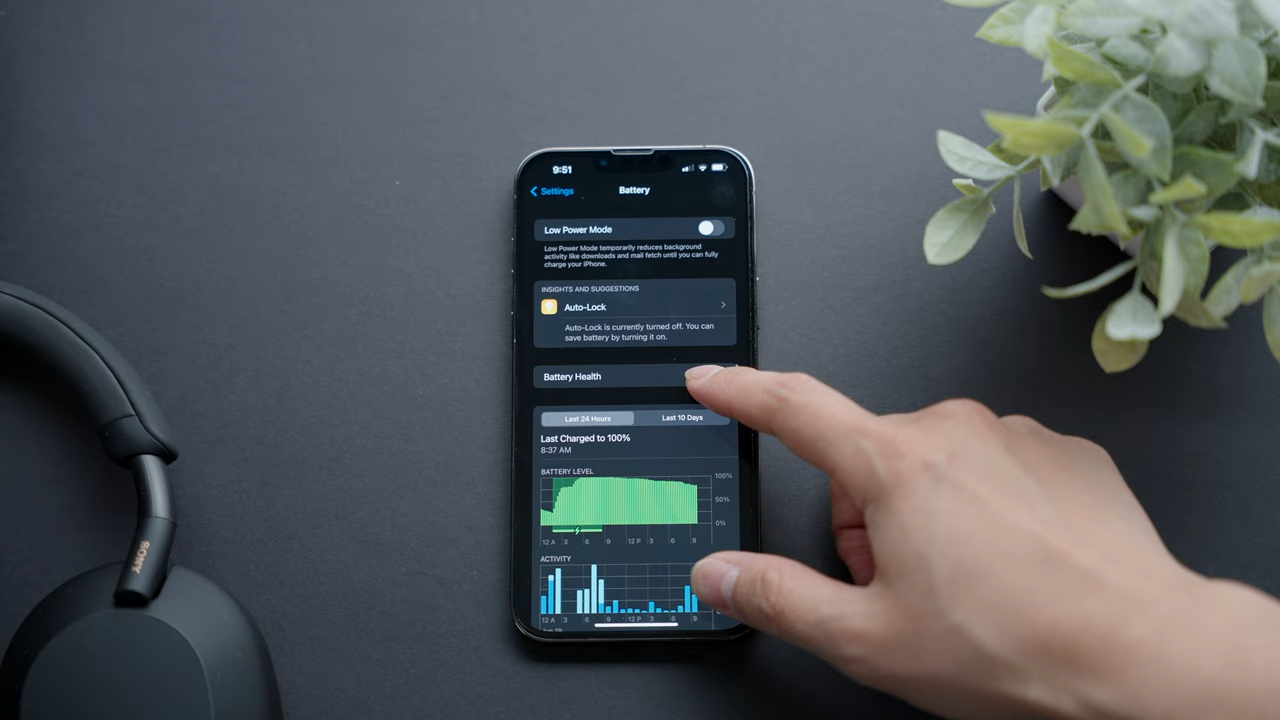 9:51
Settings
Battery
Low Power Mode
Low Power Mode temporarily reduces background
activity like downloads and mail fetch until you can fully
charge your iPhone.
INSIGHTS AND SUGGESTIONS
Auto-Lock
Auto-Lock is currently turned off. You can
save battery by turning it on.
Battery Health
Last 24 Hours
Last 10 Days
Last Charged to 100%
8:37 AM
BATTERY LEVEL
100%
50%
0%
12 A 3 6 9 12 P 3 6 9
ACTIVITY
12 A 3 6 9 12 P 3 6 9
SONY